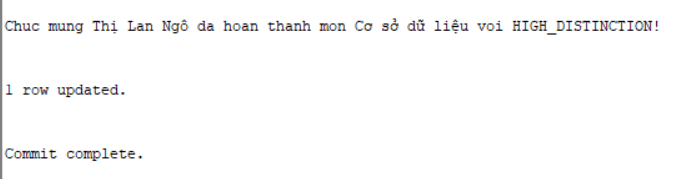 Chuc mung Thị Lan Ngô da hoan thanh mon Cơ sở dữ liệu voi HIGH_DISTINCTION!
1 row updated.
Commit complete.